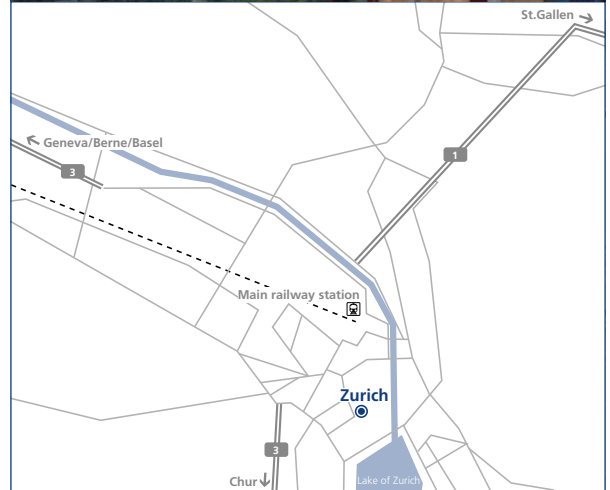 St.Gallen
Geneva/Berne/Basel
1
3
Main railway station
Zurich
3
Chur
Lake of Zurich